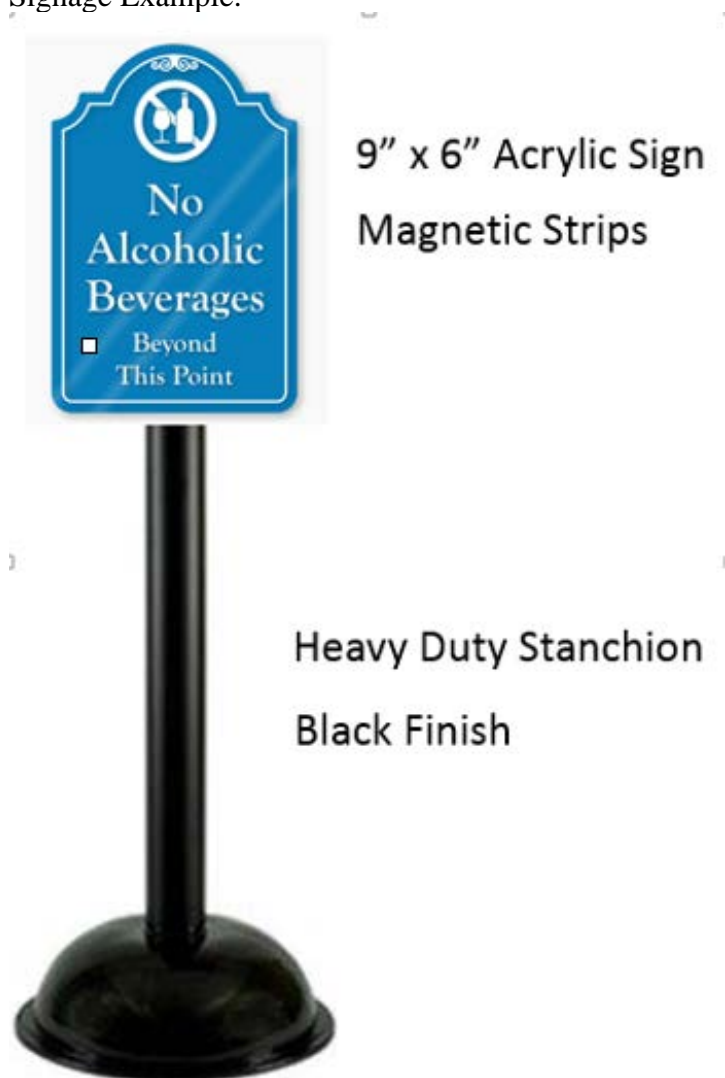 Signage Example:
No
Alcoholic
Beverages
Beyond
This Point
9” x 6” Acrylic Sign
Magnetic Strips
Heavy Duty Stanchion
Black Finish